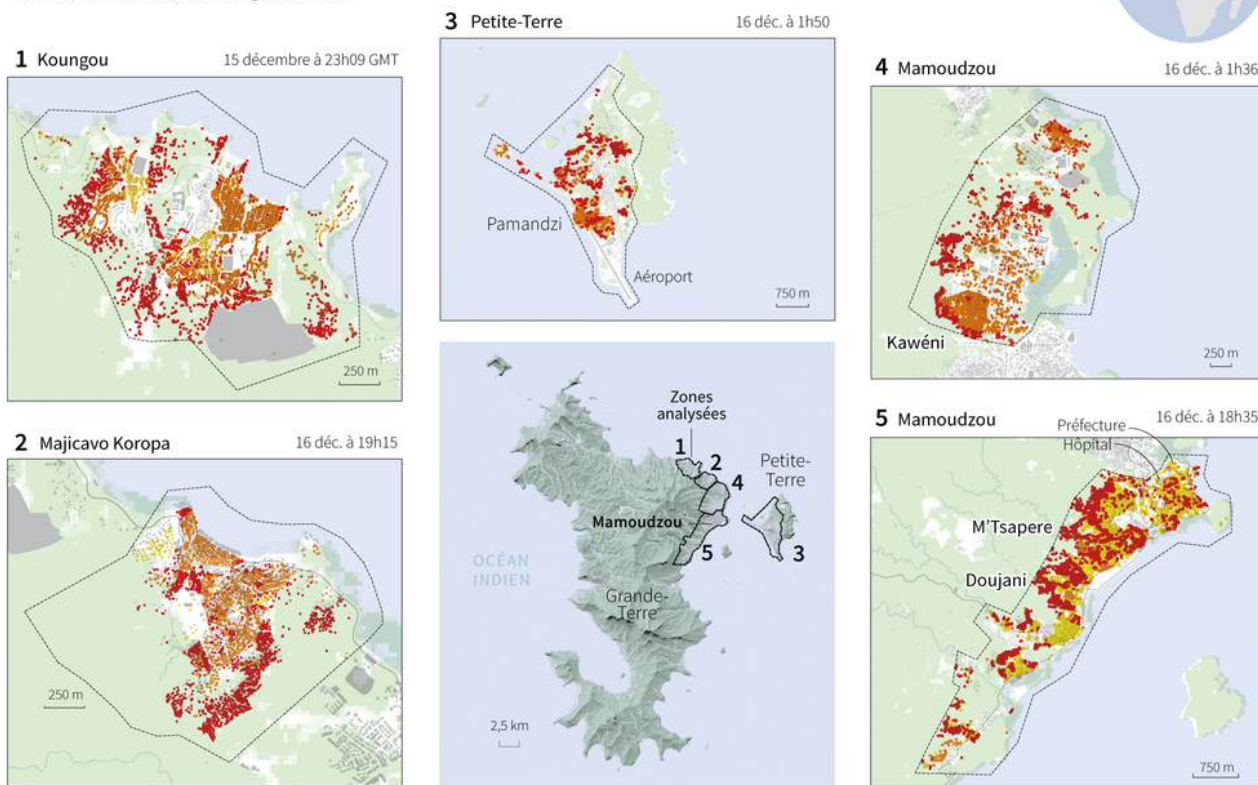 1 Koungou
15 décembre à 23h09 GMT
250 m
2 Majicavo Koropa
16 déc. à 19h15
250 m
3 Petite-Terre
16 déc. à 1h50
Pamandzi
Aéroport
750 m
Zones
analysées
1
2
4
Petite-
Terre
Mamoudzou
5
3
OCÉAN
INDIEN
Grande-
Terre
2,5 km
4 Mamoudzou
16 déc. à 1h36
Kawéni
250 m
5 Mamoudzou
16 déc. à 18h35
Préfecture
Hôpital
M'Tsapere
Doujani
750 m